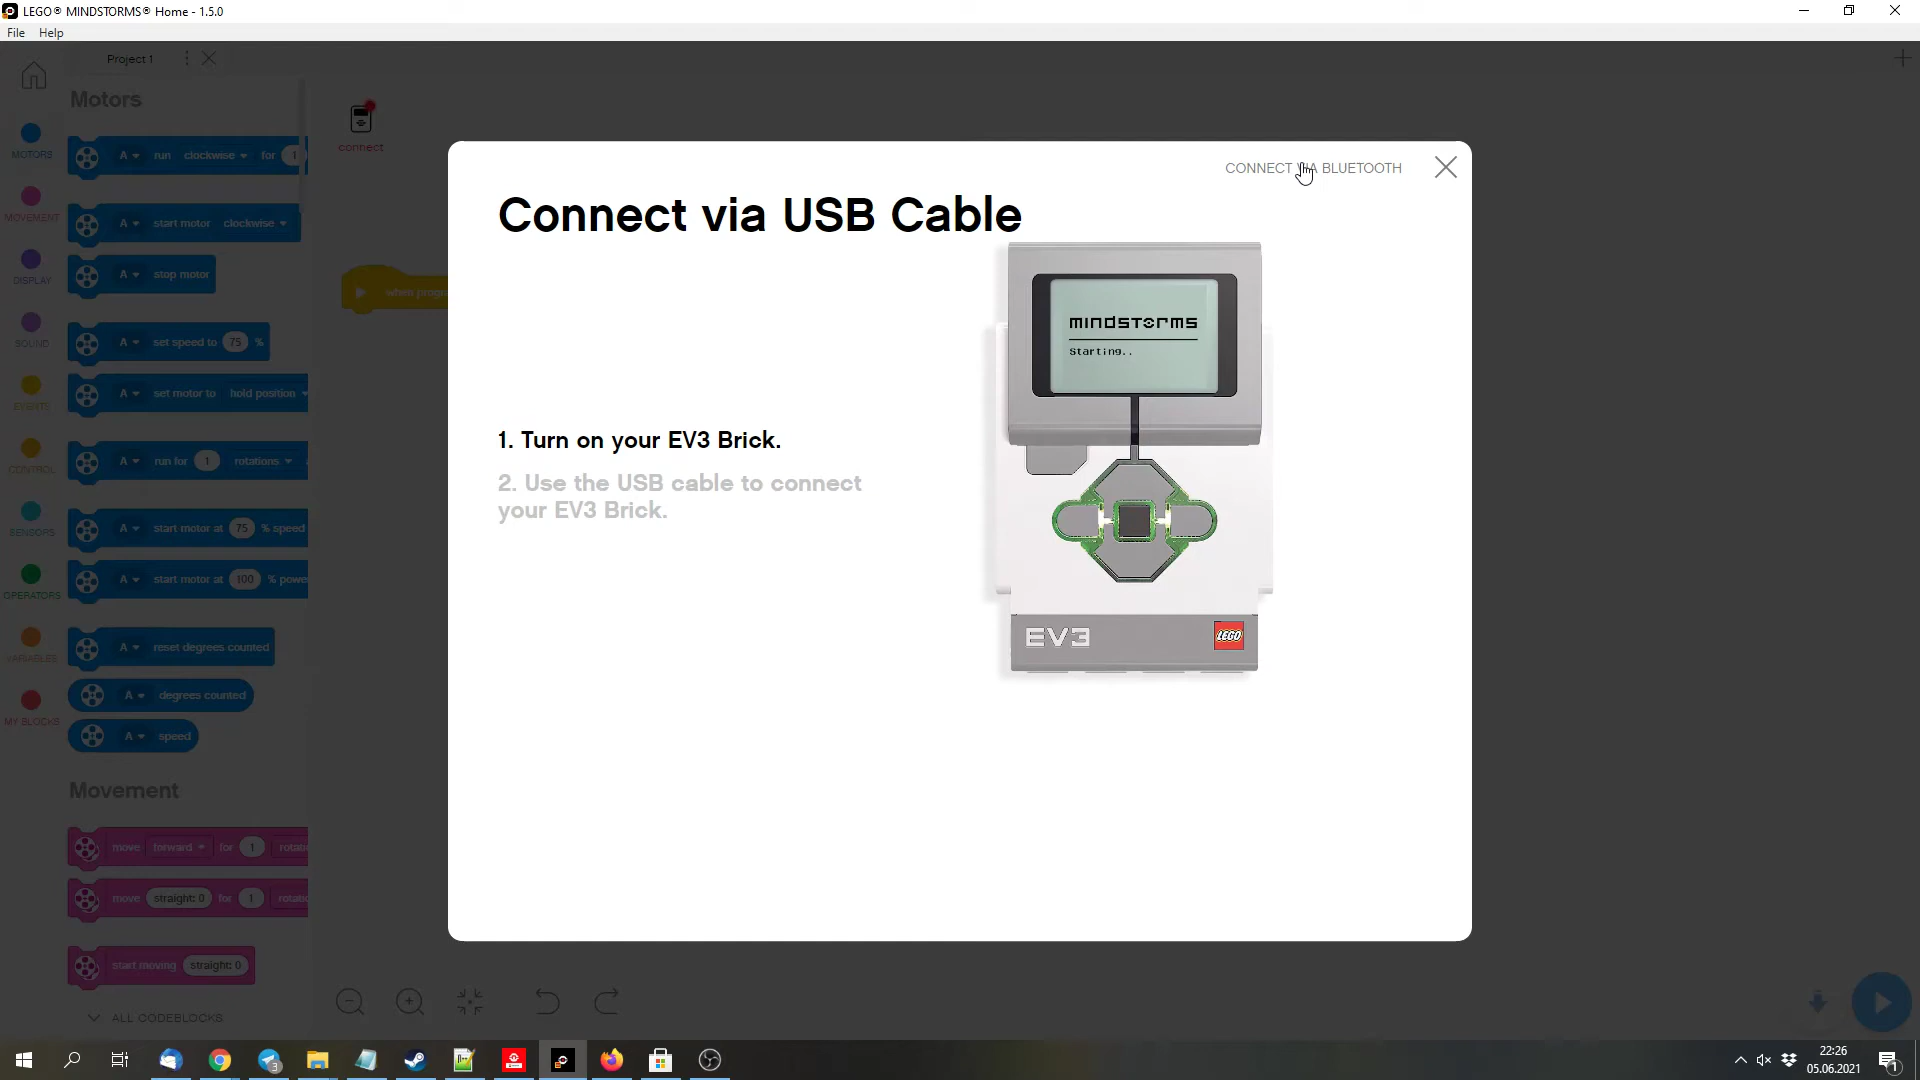 LEGO® MINDSTORMS® Home - 1.5.0
File Help
Project 1
Motors
connect
MOTORS
A run clockwise for 1
MOVEMENT
A start motor clockwise
DISPLAY
A stop motor
SOUND
A set speed to 75 %
EVENTS
A set motor to hold position
CONTROL
A run for 1 rotations
SENSORS
A start motor at 75 % speed
OPERATORS
A start motor at 100 %
VARIABLES
A reset degrees counted
MY BLOCKS
A degrees counted
A speed
Movement
move forward for 1
move straight: 0 for 1
start moving straight: 0
ALL CODEBLOCKS
when
CONNECT VIA BLUETOOTH
Connect via USB Cable
1. Turn on your EV3 Brick.
2. Use the USB cable to connect
your EV3 Brick.
mindstorms
Starting..
EV3
LEGO
3
22:26
05.06.2021
1